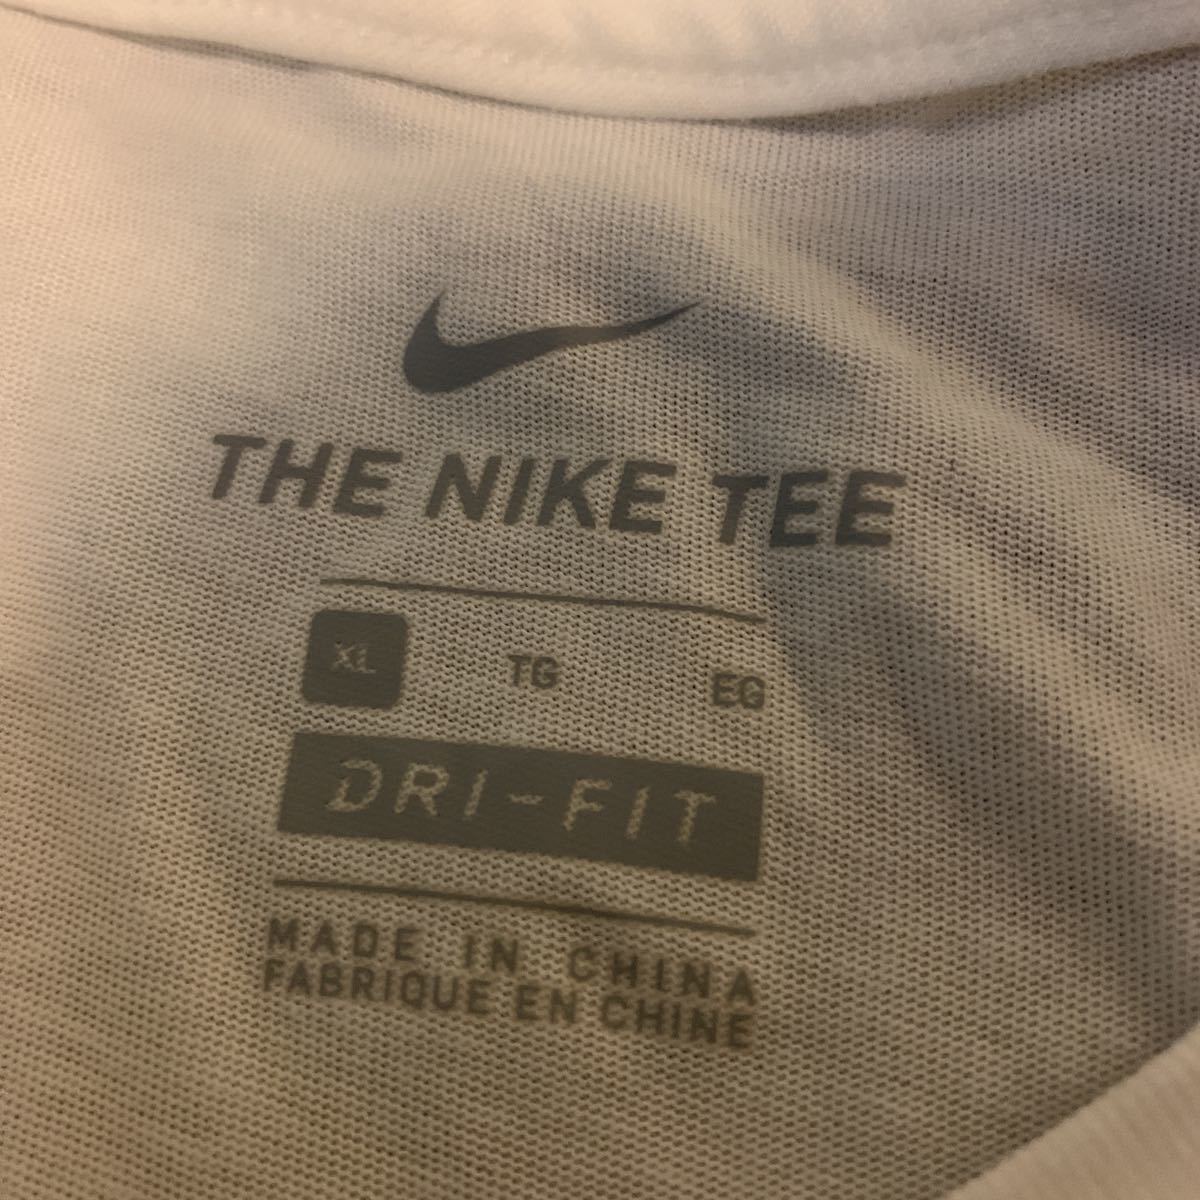 THE NIKE TEE
XL TG EG
DRI-FIT
MADE IN CHINA
FABRIQUE EN CHINE